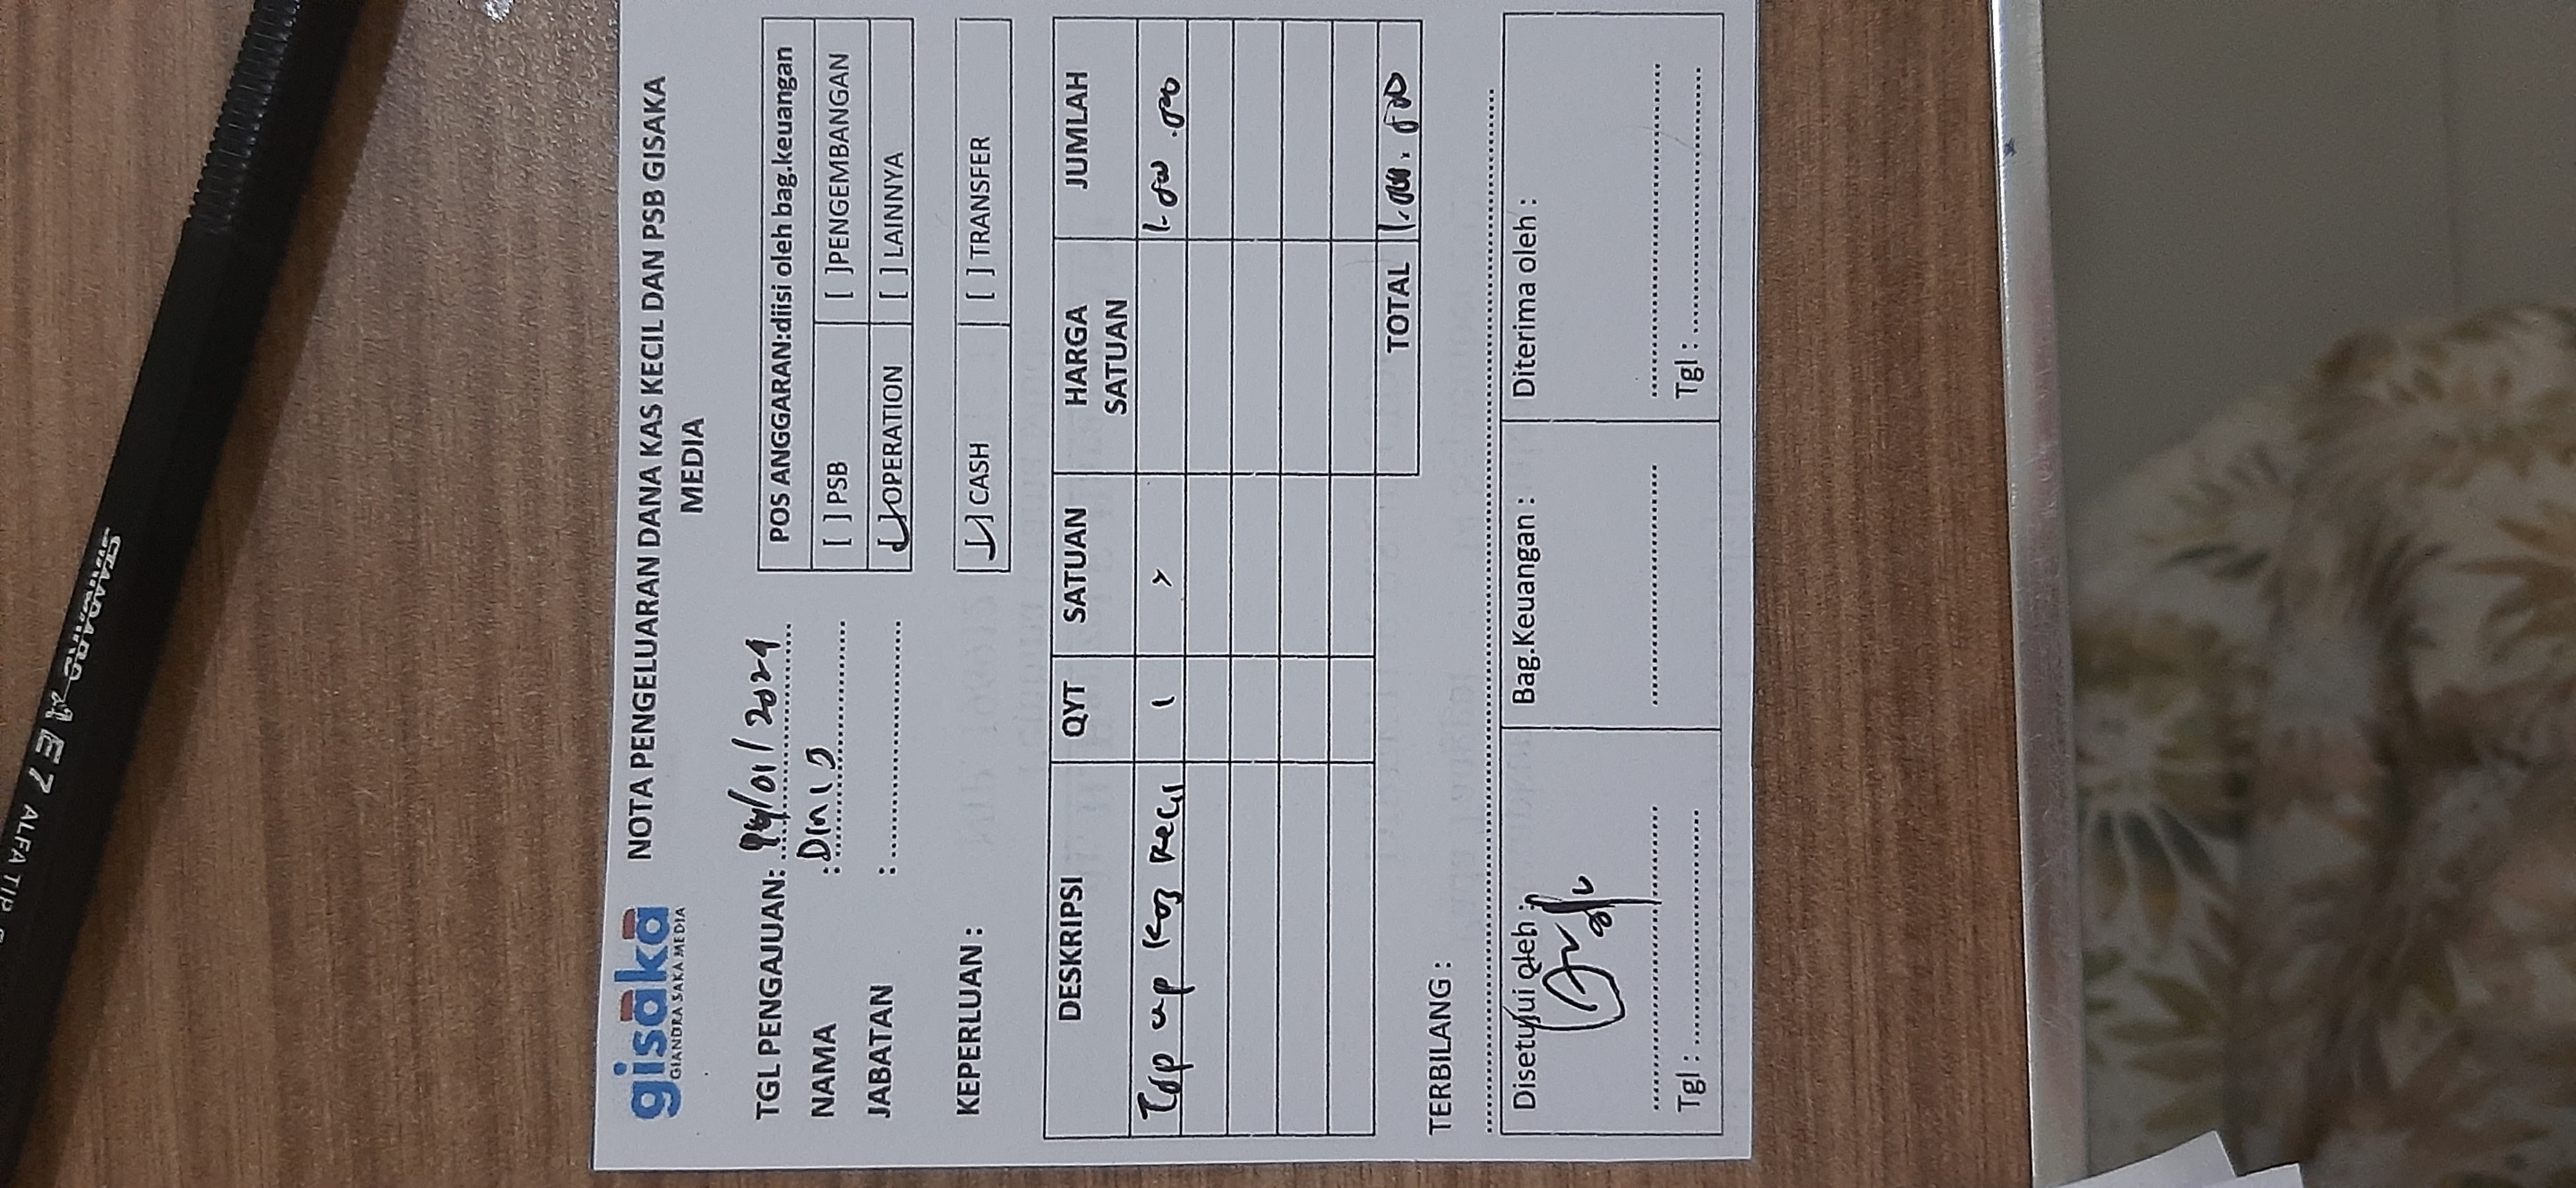 STANDARD AE7 ALFA TIP
gisaka
GIANDRA SAKA MEDIA
NOTA PENGELUARAN DANA KAS KECIL DAN PSB GISAKA
MEDIA
TGL PENGAJUAN: /01/2024
NAMA :
JABATAN :
POS ANGGARAN:diisi oleh bag.keuangan
[ ] PSB [ ]PENGEMBANGAN
[ ]OPERATION [ ] LAINNYA
KEPERLUAN :
[ ] CASH [ ] TRANSFER
DESKRIPSI QYT SATUAN HARGA SATUAN JUMLAH
Top up Kas Kecil 1 1.000.000
TOTAL 1.000.000
TERBILANG :
Disetujui oleh : Bag.Keuangan : Diterima oleh :
Tgl : Tgl :